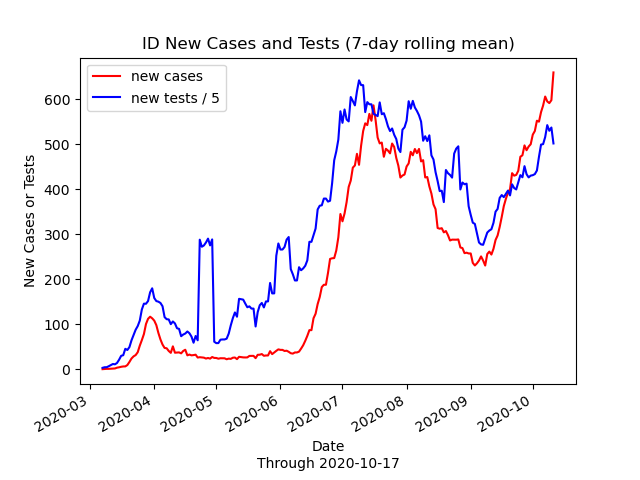 ID New Cases and Tests (7-day rolling mean)
new cases
new tests / 5
New Cases or Tests
600
500
400
300
200
100
0
2020-03
2020-04
2020-05
2020-06
2020-07
2020-08
2020-09
2020-10
Date
Through 2020-10-17